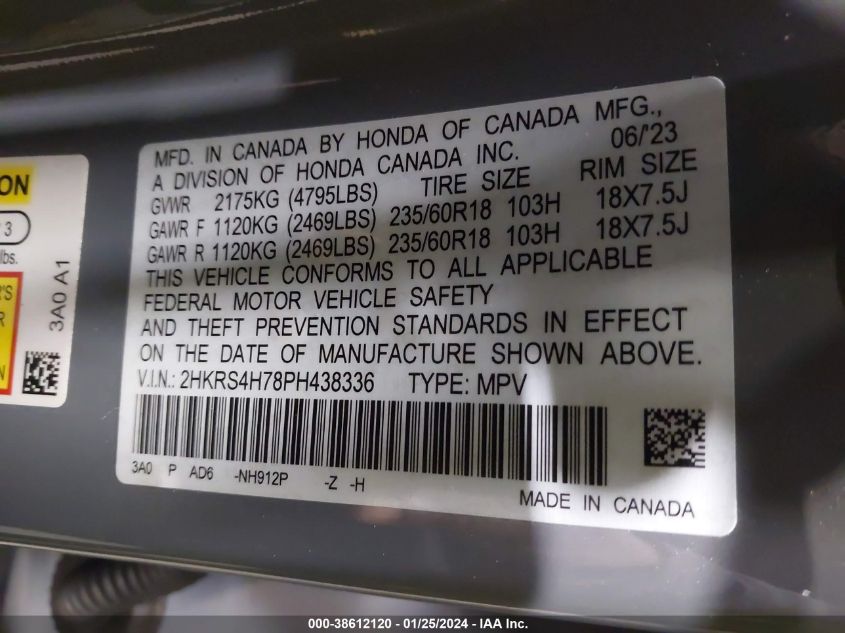 MFD. IN CANADA BY HONDA OF CANADA MFG.,
A DIVISION OF HONDA CANADA INC. 06/'23
GVWR 2175KG (4795LBS) TIRE SIZE RIM SIZE
GAWR F 1120KG (2469LBS) 235/60R18 103H 18X7.5J
GAWR R 1120KG (2469LBS) 235/60R18 103H 18X7.5J
THIS VEHICLE CONFORMS TO ALL APPLICABLE
FEDERAL MOTOR VEHICLE SAFETY
AND THEFT PREVENTION STANDARDS IN EFFECT
ON THE DATE OF MANUFACTURE SHOWN ABOVE.
V.I.N.: 2HKRS4H78PH438336 TYPE: MPV
3A0 P AD6 -NH912P -Z -H
MADE IN CANADA
ON
3
lbs.
'S
R
N
3A0 A1
000-38612120 - 01/25/2024 - IAA Inc.